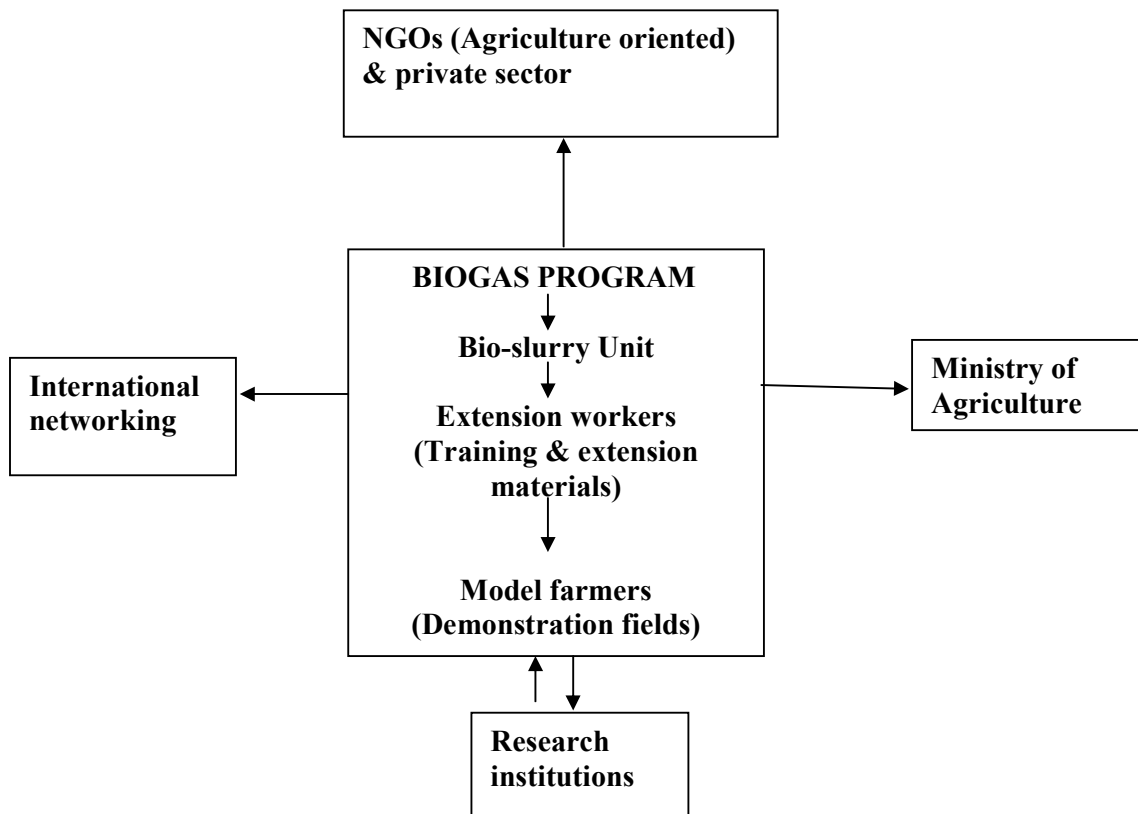 NGOs (Agriculture oriented)
& private sector
BIOGAS PROGRAM
Bio-slurry Unit
Extension workers
(Training & extension
materials)
Model farmers
(Demonstration fields)
International
networking
Ministry of
Agriculture
Research
institutions